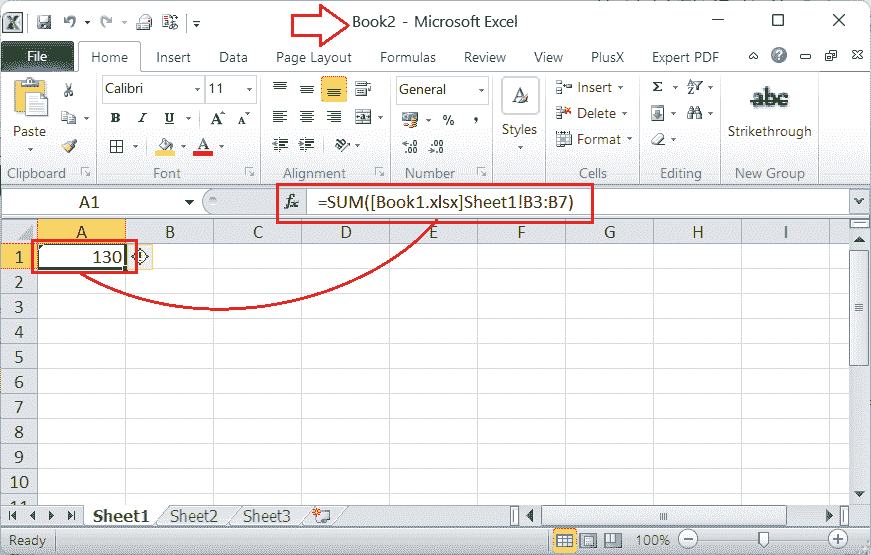 Book2 - Microsoft Excel
File Home Insert Data Page Layout Formulas Review View PlusX Expert PDF
Paste
Clipboard
Calibri 11
B I U A A
A
Font
Alignment
General
% ,
Number
A
Styles
Insert
Delete
Format
Cells
Σ
Editing
abc
Strikethrough
New Group
A1 fx =SUM([Book1.xlsx]Sheet1!B3:B7)
A B C D E F G H I
1 130
2
3
4
5
6
7
8
9
10
Sheet1 Sheet2 Sheet3
Ready 100%